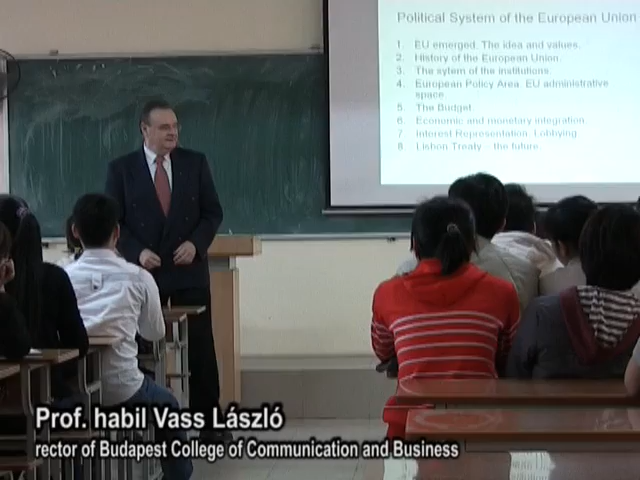 Political System of the European Union
1. EU emerged. The idea and values.
2. History of the European Union.
3. The sytem of the institutions.
4. European Policy Area. EU administrative
space.
5. The Budget.
6. Economic and monetary integration.
7. Interest Representation. Lobbying.
8. Lisbon Treaty... the future.
Prof. habil Vass László
rector of Budapest College of Communication and Business